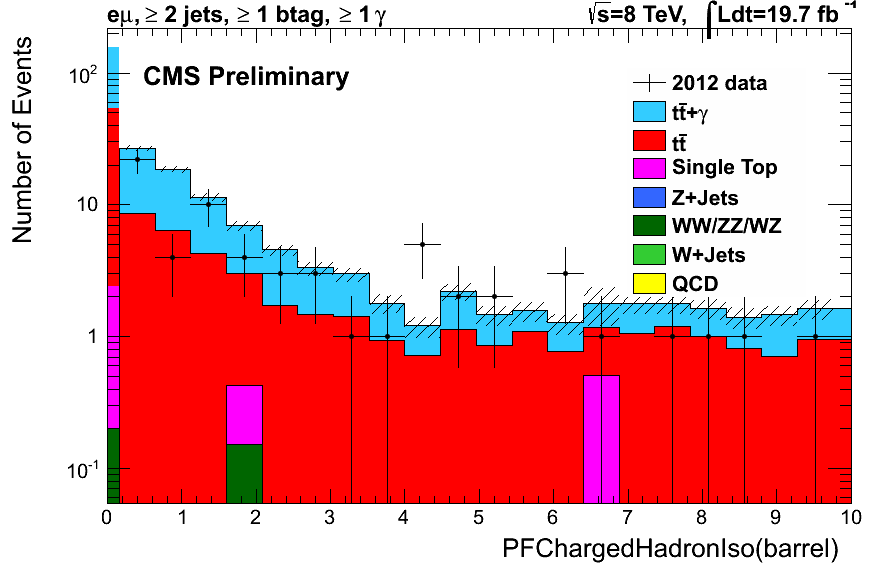 eμ, ≥ 2 jets, ≥ 1 btag, ≥ 1 γ
√s=8 TeV, ∫Ldt=19.7 fb⁻¹
CMS Preliminary
2012 data
tt̄+γ
tt̄
Single Top
Z+Jets
WW/ZZ/WZ
W+Jets
QCD
Number of Events
10²
10
1
10⁻¹
0 1 2 3 4 5 6 7 8 9 10
PFChargedHadronIso(barrel)